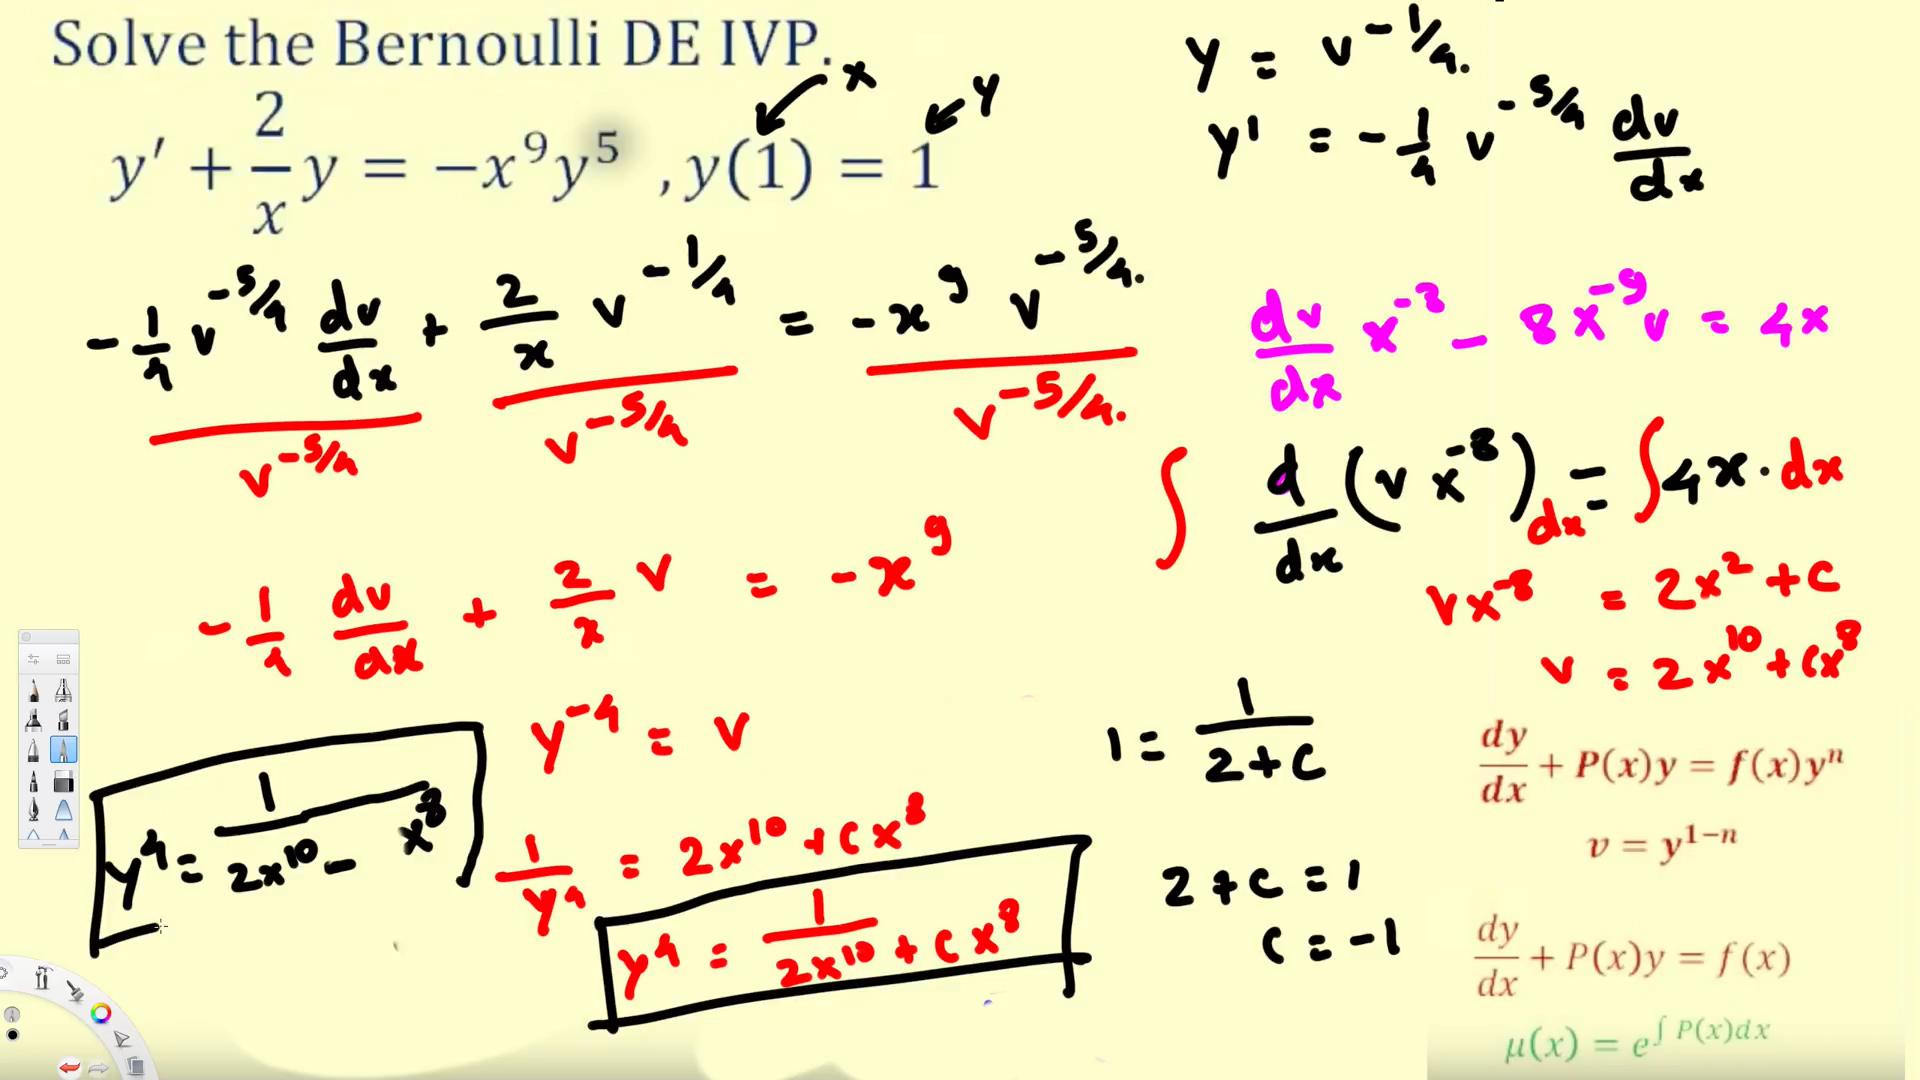 Solve the Bernoulli DE IVP.
y' + 2/x y = -x⁹y⁵ , y(1) = 1
x
y
y = v^(-1/4).
y' = -1/4 v^(-5/4) dv/dx
-1/4 v^(-5/4) dv/dx + 2/x v^(-1/4) = -x⁹ v^(-5/4).
v^(-5/4) v^(-5/4) v^(-5/4).
-1/4 dv/dx + 2/x v = -x⁹
dv/dx x⁻⁸ - 8x⁻⁹v = 4x
∫ d/dx (v x⁻⁸) dx = ∫4x · dx
vx⁻⁸ = 2x² + c
v = 2x¹⁰ + cx⁸
y⁻⁴ = v
1/y⁴ = 2x¹⁰ + cx⁸
y⁴ = 1/(2x¹⁰ + cx⁸)
1 = 1/(2+c)
2 + c = 1
c = -1
y⁴ = 1/(2x¹⁰ - x⁸)
dy/dx + P(x)y = f(x)yⁿ
v = y¹⁻ⁿ
dy/dx + P(x)y = f(x)
μ(x) = e^∫ P(x)dx